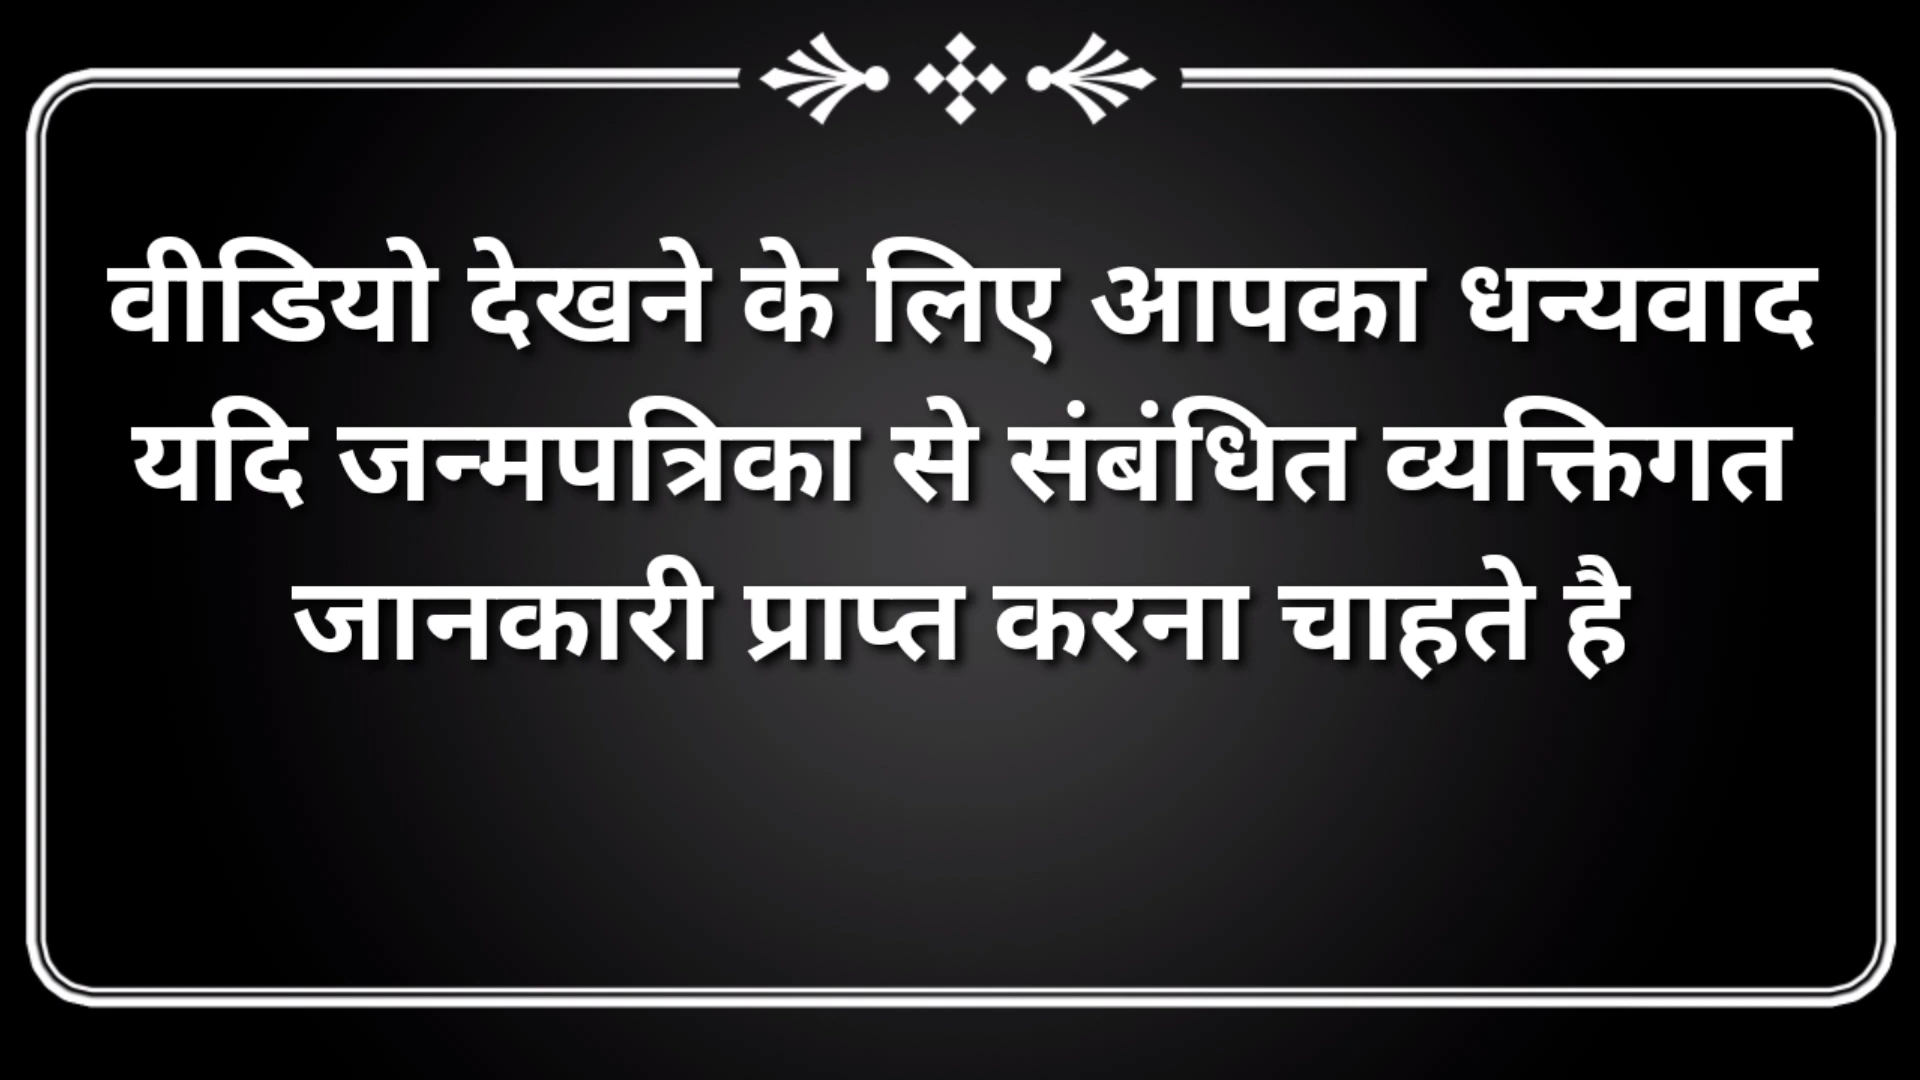 वीडियो देखने के लिए आपका धन्यवाद
यदि जन्मपत्रिका से संबंधित व्यक्तिगत
जानकारी प्राप्त करना चाहते है